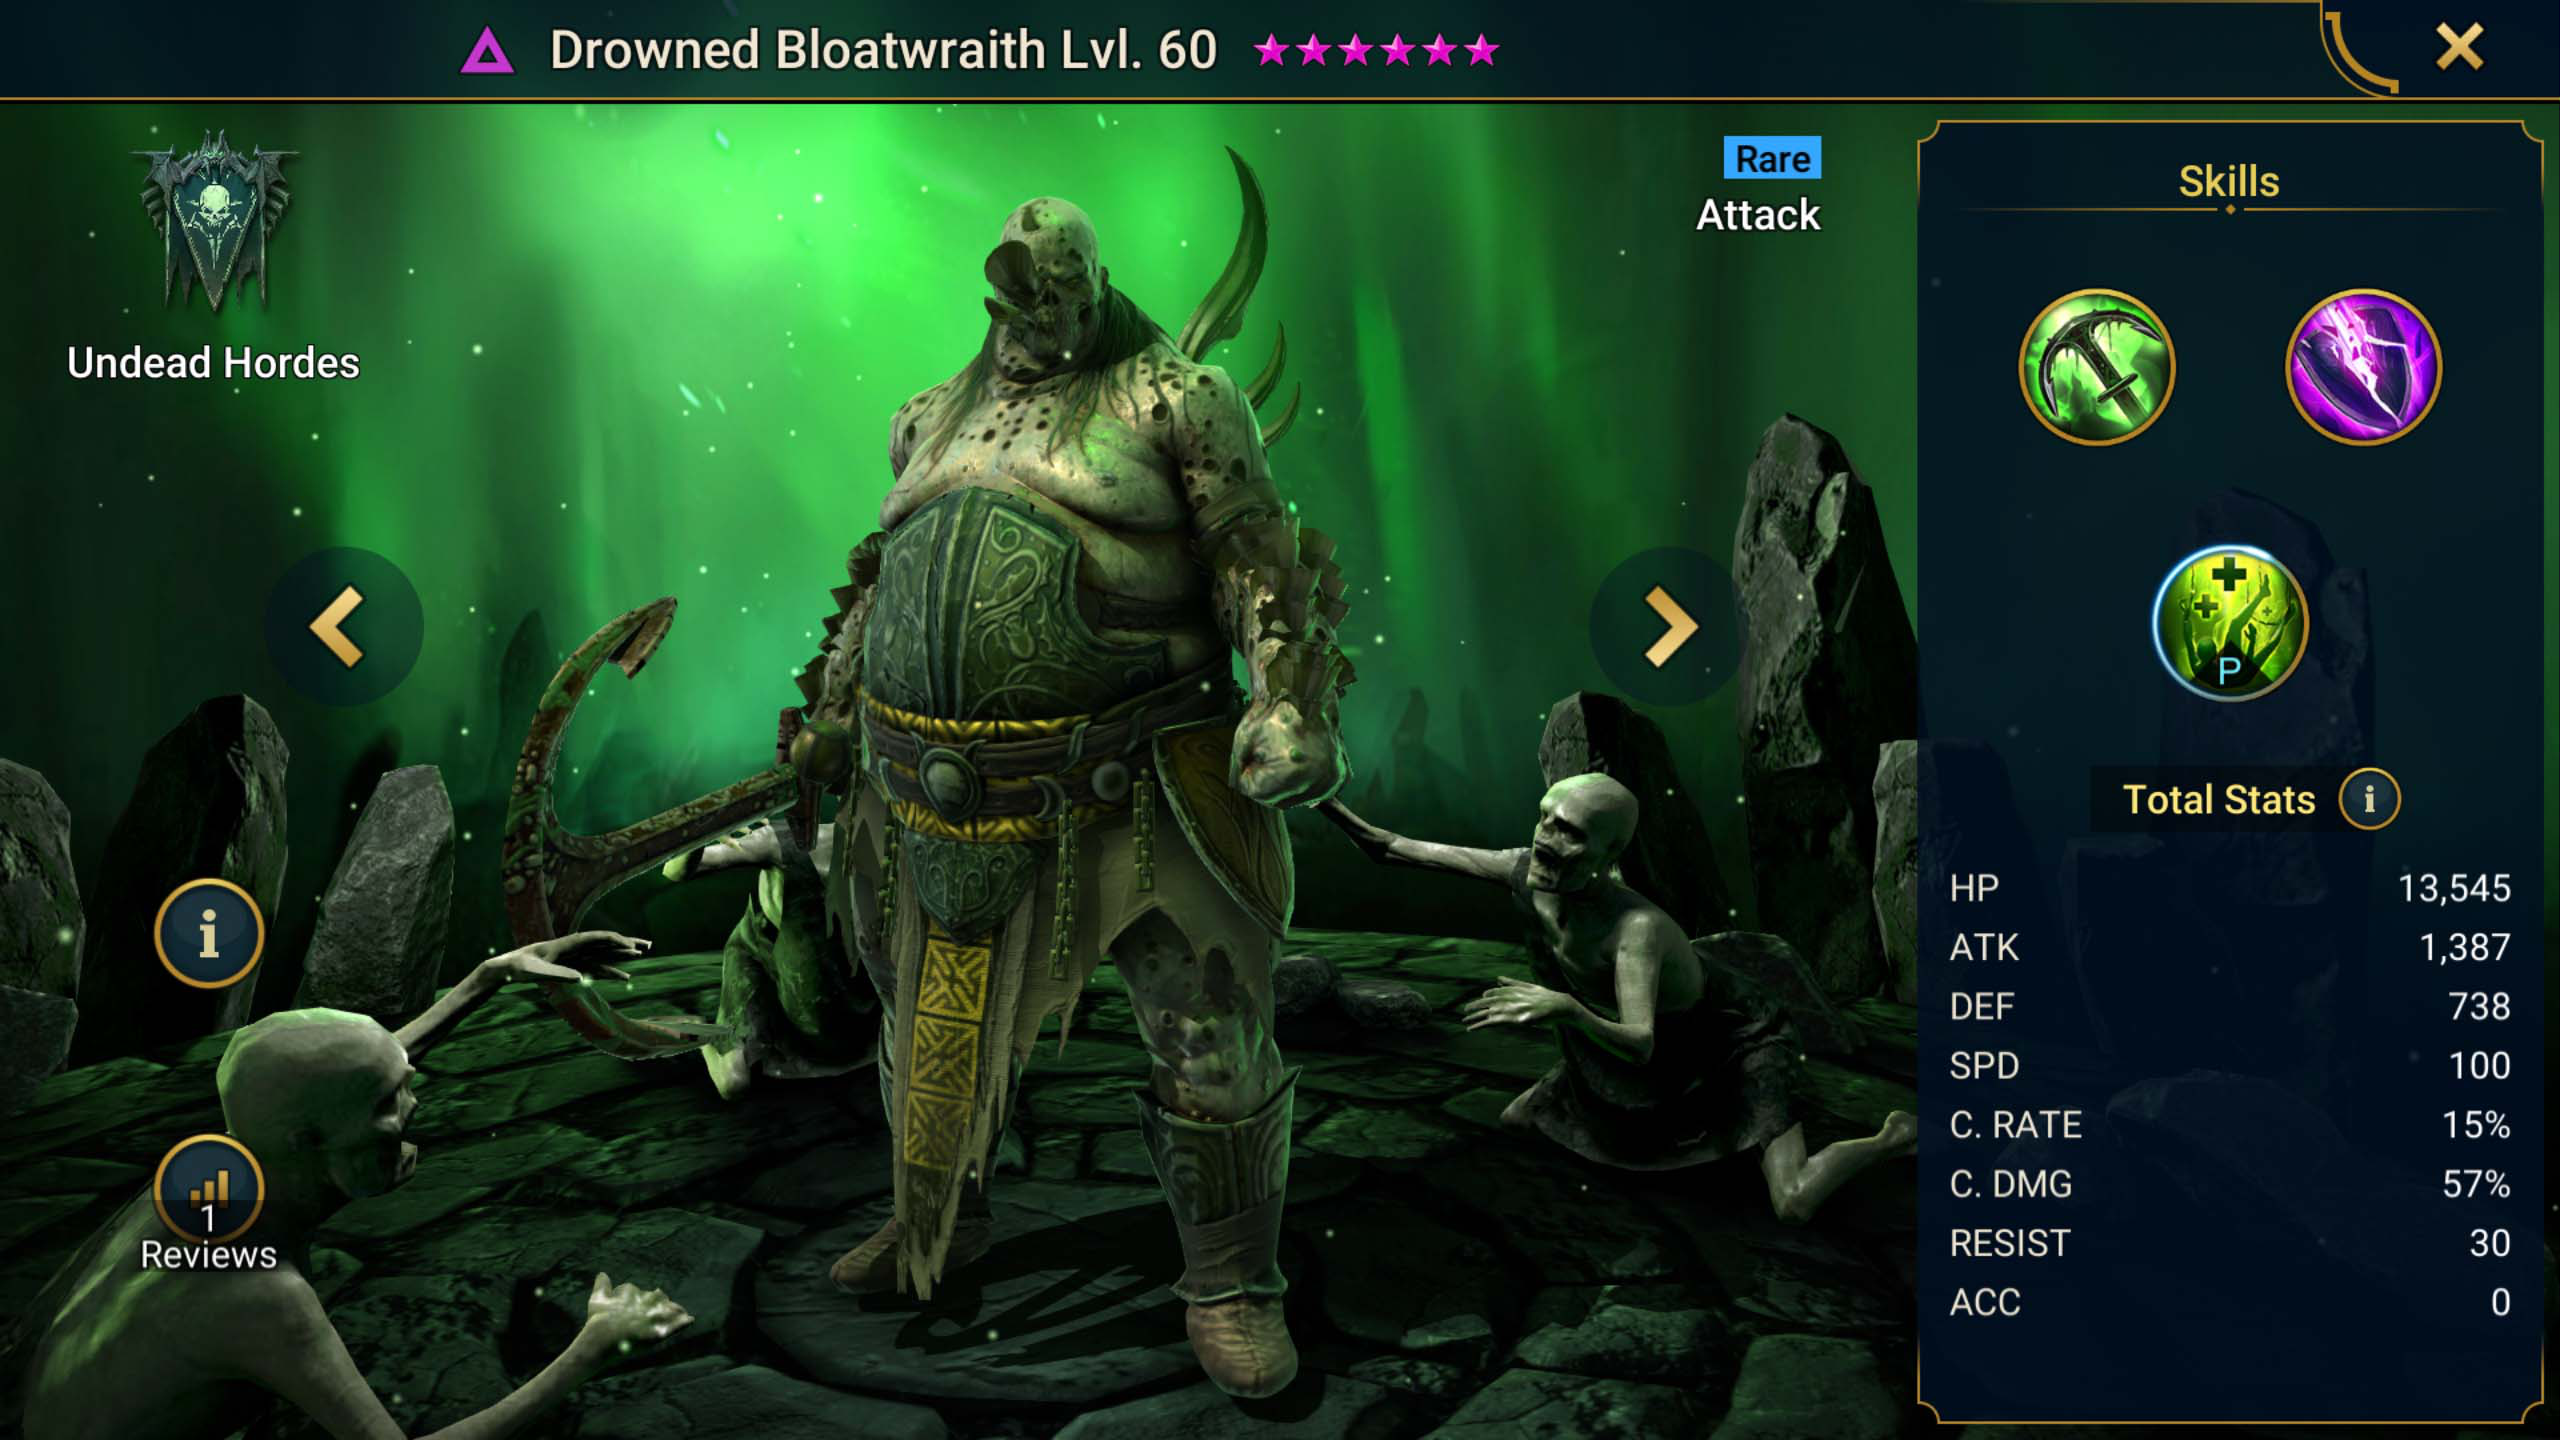 Drowned Bloatwraith Lvl. 60
Undead Hordes
Rare
Attack
1
Reviews
Skills
P
Total Stats
HP 13,545
ATK 1,387
DEF 738
SPD 100
C. RATE 15%
C. DMG 57%
RESIST 30
ACC 0